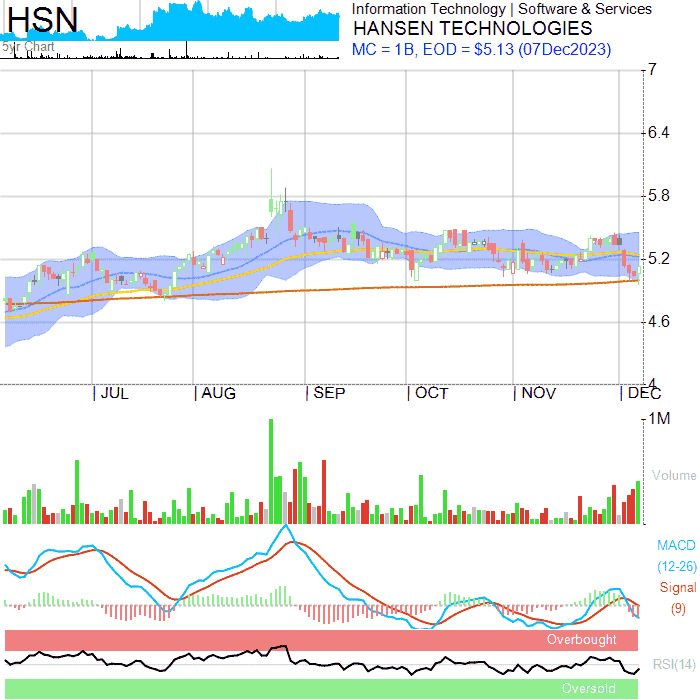 HSN
5yr Chart
Information Technology | Software & Services
HANSEN TECHNOLOGIES
MC = 1B, EOD = $5.13 (07Dec2023)
7
6.4
5.8
5.2
4.6
4
JUL AUG SEP OCT NOV DEC
1M
Volume
MACD
(12-26)
Signal
(9)
Overbought
RSI(14)
Oversold